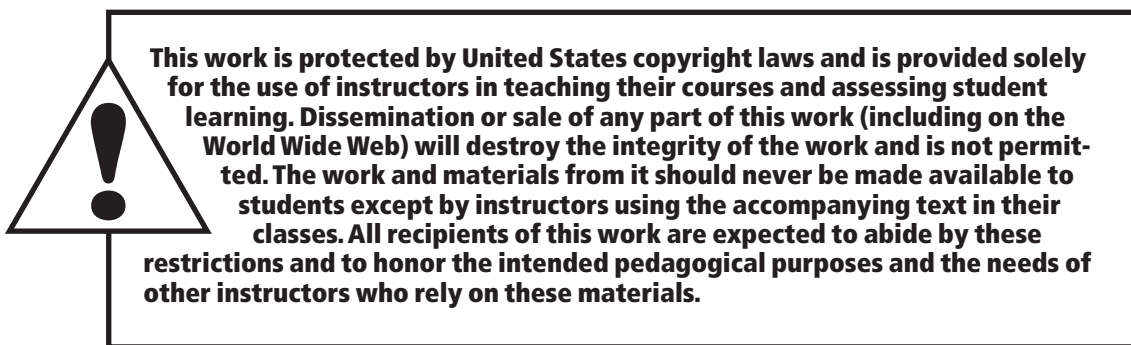 This work is protected by United States copyright laws and is provided solely
for the use of instructors in teaching their courses and assessing student
learning. Dissemination or sale of any part of this work (including on the
World Wide Web) will destroy the integrity of the work and is not permit-
ted. The work and materials from it should never be made available to
students except by instructors using the accompanying text in their
classes. All recipients of this work are expected to abide by these
restrictions and to honor the intended pedagogical purposes and the needs of
other instructors who rely on these materials.